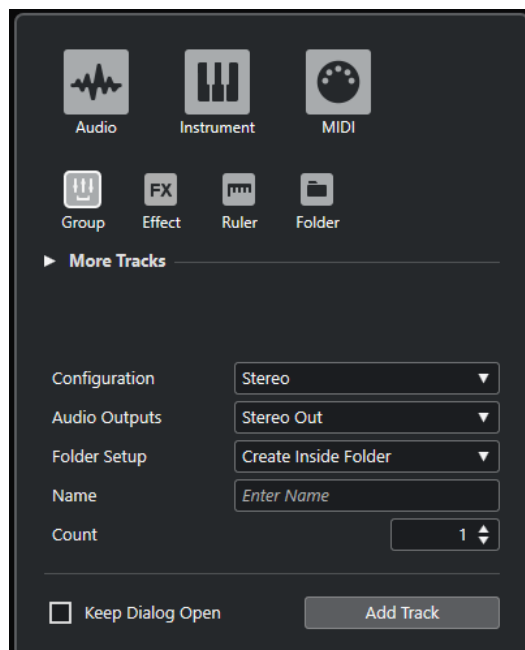 Audio Instrument MIDI
FX
Group Effect Ruler Folder
More Tracks
Configuration Stereo
Audio Outputs Stereo Out
Folder Setup Create Inside Folder
Name Enter Name
Count 1
Keep Dialog Open Add Track